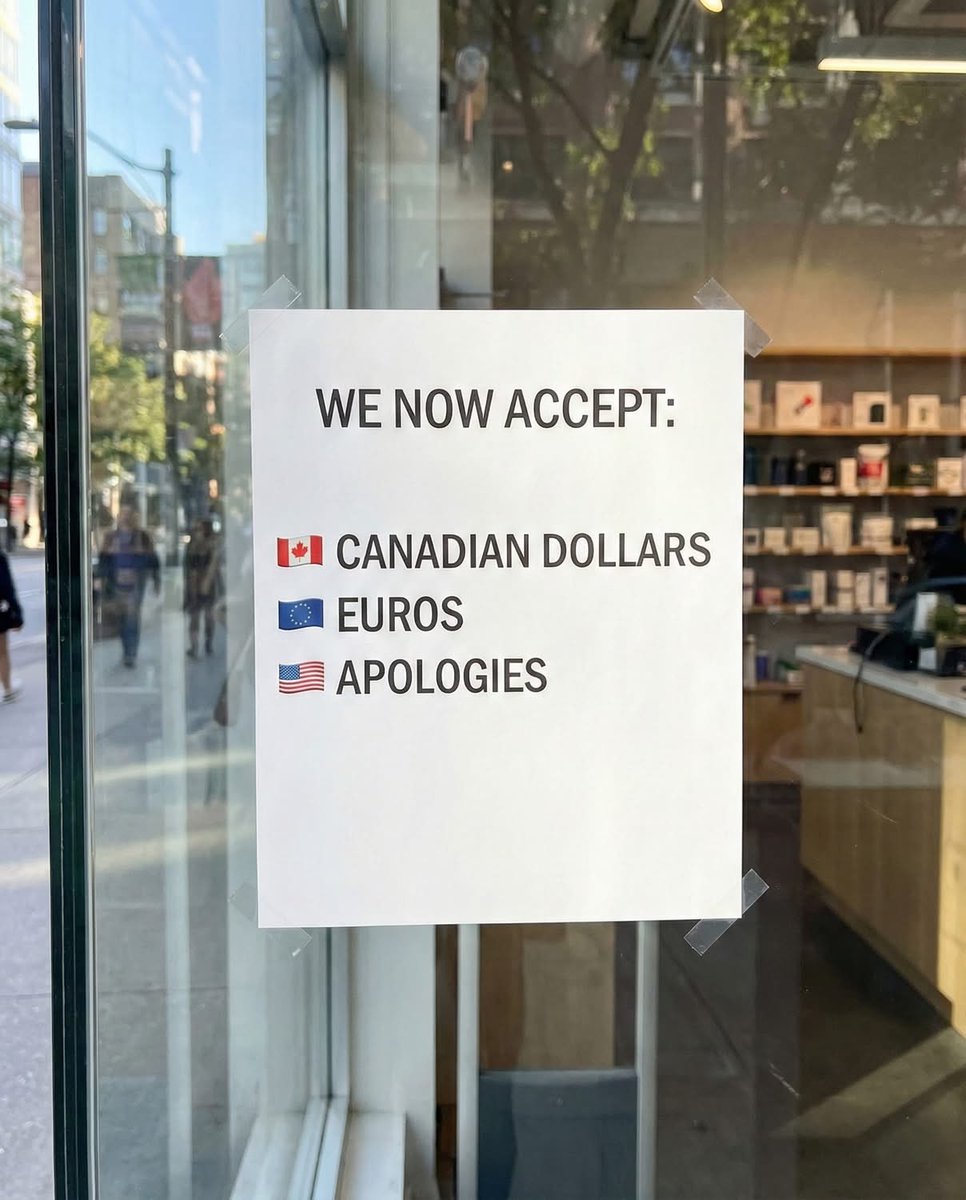 WE NOW ACCEPT:
🇨🇦 CANADIAN DOLLARS
🇪🇺 EUROS
🇺🇸 APOLOGIES